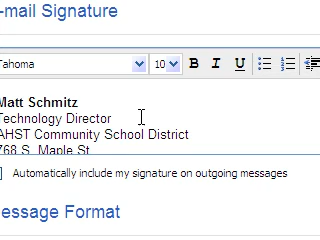 -mail Signature
Tahoma 10 B I U
Matt Schmitz
Technology Director
AHST Community School District
768 S. Maple St
Automatically include my signature on outgoing messages
essage Format